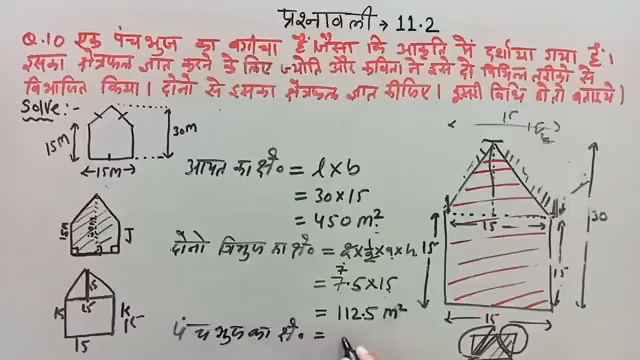 प्रश्नावली → 11.2
Q.10 एक पंचभुज का बगीचा है जैसा कि आकृति में दर्शाया गया है।
इसका क्षेत्रफल ज्ञात करने के लिए ज्योति और कविता ने इसे दो विभिन्न तरीकों से
विभाजित किया। दोनो से इसका क्षेत्रफल ज्ञात कीजिए। दूसरी विधि हो तो बताइये।
Solve:-
15M
30M
15M
15M
J
15
15
15
K
15
15
आयत का क्षे० = l × b
= 30 × 15
= 450 m²
दोनो त्रिभुज का क्षे० = 2 × 1/2 × a × h
= 7.5 × 15
= 112.5 m²
पंचभुज का क्षे० =
15
15
15
15
30
15